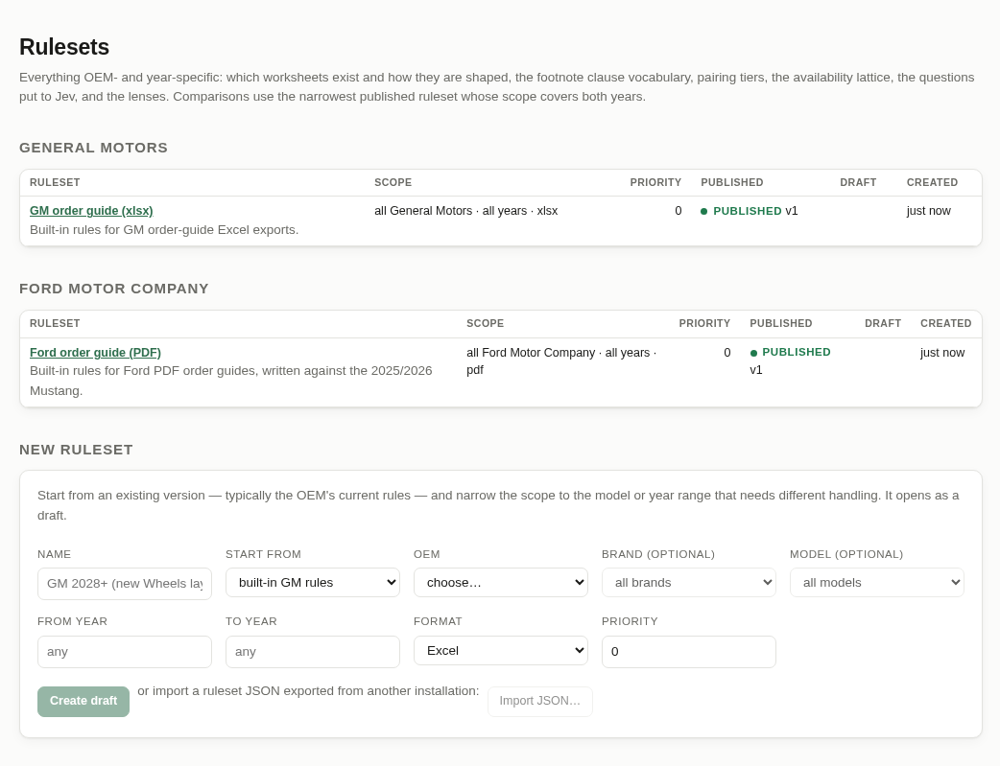 Rulesets
Everything OEM- and year-specific: which worksheets exist and how they are shaped, the footnote clause vocabulary, pairing tiers, the availability lattice, the questions
put to Jev, and the lenses. Comparisons use the narrowest published ruleset whose scope covers both years.
GENERAL MOTORS
RULESET SCOPE PRIORITY PUBLISHED DRAFT CREATED
GM order guide (xlsx) all General Motors · all years · xlsx 0 PUBLISHED v1 just now
Built-in rules for GM order-guide Excel exports.
FORD MOTOR COMPANY
RULESET SCOPE PRIORITY PUBLISHED DRAFT CREATED
Ford order guide (PDF) all Ford Motor Company · all years · 0 PUBLISHED just now
Built-in rules for Ford PDF order guides, written against the 2025/2026 pdf v1
Mustang.
NEW RULESET
Start from an existing version — typically the OEM's current rules — and narrow the scope to the model or year range that needs different handling. It opens as a
draft.
NAME START FROM OEM BRAND (OPTIONAL) MODEL (OPTIONAL)
GM 2028+ (new Wheels lay built-in GM rules choose… all brands all models
FROM YEAR TO YEAR FORMAT PRIORITY
any any Excel 0
Create draft or import a ruleset JSON exported from another installation: Import JSON…